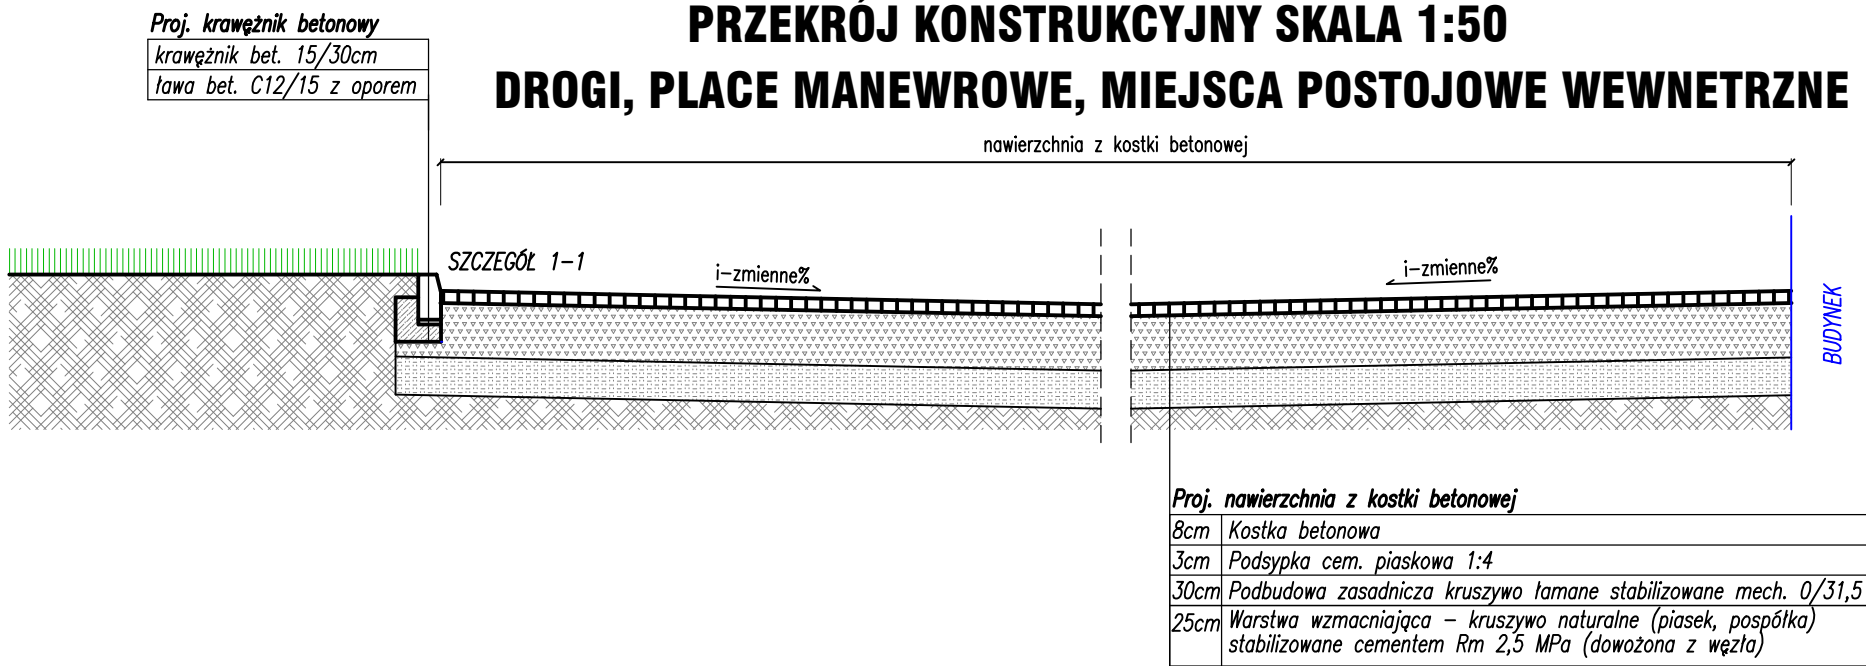 PRZEKRÓJ KONSTRUKCYJNY SKALA 1:50
DROGI, PLACE MANEWROWE, MIEJSCA POSTOJOWE WEWNETRZNE
Proj. krawężnik betonowy
krawężnik bet. 15/30cm
ława bet. C12/15 z oporem
nawierzchnia z kostki betonowej
SZCZEGÓŁ 1-1
i-zmienne%
i-zmienne%
BUDYNEK
Proj. nawierzchnia z kostki betonowej
8cm Kostka betonowa
3cm Podsypka cem. piaskowa 1:4
30cm Podbudowa zasadnicza kruszywo łamane stabilizowane mech. 0/31,5
25cm Warstwa wzmacniająca – kruszywo naturalne (piasek, pospółka)
stabilizowane cementem Rm 2,5 MPa (dowożona z węzła)